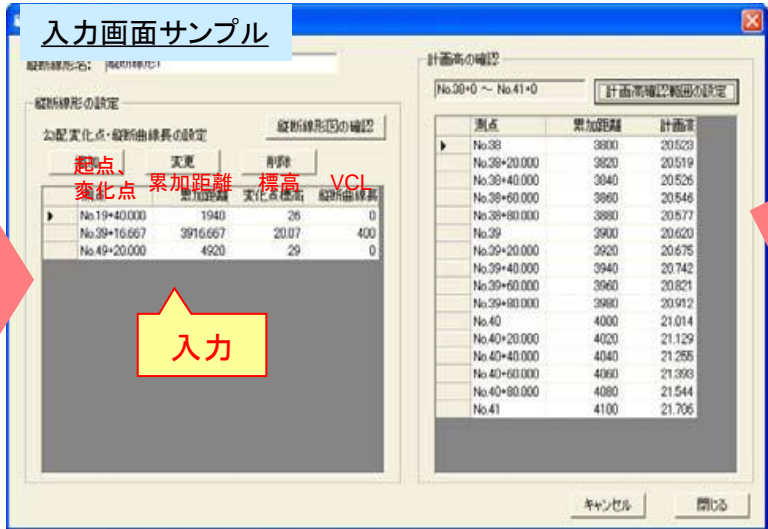 入力画面サンプル
縦断線形名: 縦断線形1
縦断線形の設定
勾配変化点・縦断曲線長の設定
縦断線形図の確認
変更
削除
起点、
変化点
累加距離
標高
VCL
累加距離 変化点標高 縦断曲線長
No.19+40.000 1940 26 0
No.39+16.667 3916.667 20.07 400
No.49+20.000 4920 29 0
入力
計画高の確認
No.38+0 ～ No.41+0
計画高確認範囲の設定
測点 累加距離 計画高
No.38 3800 20.523
No.38+20.000 3820 20.519
No.38+40.000 3840 20.526
No.38+60.000 3860 20.546
No.38+80.000 3880 20.577
No.39 3900 20.620
No.39+20.000 3920 20.675
No.39+40.000 3940 20.742
No.39+60.000 3960 20.821
No.39+80.000 3980 20.912
No.40 4000 21.014
No.40+20.000 4020 21.129
No.40+40.000 4040 21.255
No.40+60.000 4060 21.393
No.40+80.000 4080 21.544
No.41 4100 21.706
キャンセル
閉じる